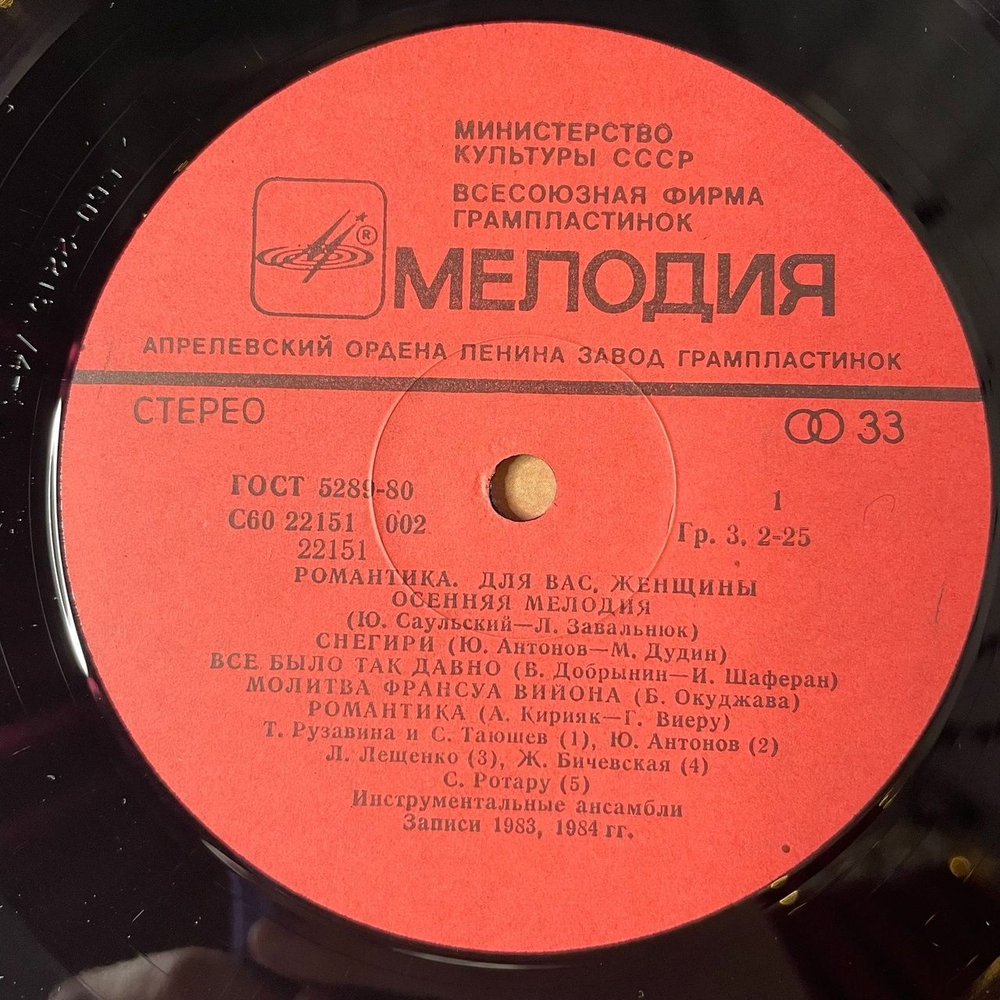 МИНИСТЕРСТВО
КУЛЬТУРЫ СССР
ВСЕСОЮЗНАЯ ФИРМА
ГРАМПЛАСТИНОК
®
МЕЛОДИЯ
АПРЕЛЕВСКИЙ ОРДЕНА ЛЕНИНА ЗАВОД ГРАМПЛАСТИНОК
СТЕРЕО
33
ГОСТ 5289-80
С60 22151 002
22151
1
Гр. 3. 2-25
РОМАНТИКА. ДЛЯ ВАС, ЖЕНЩИНЫ
ОСЕННЯЯ МЕЛОДИЯ
(Ю. Саульский—Л. Завальнюк)
СНЕГИРИ (Ю. Антонов—М. Дудин)
ВСЕ БЫЛО ТАК ДАВНО (В. Добрынин—И. Шаферан)
МОЛИТВА ФРАНСУА ВИЙОНА (Б. Окуджава)
РОМАНТИКА (А. Кирияк—Г. Виеру)
Т. Рузавина и С. Таюшев (1), Ю. Антонов (2)
Л. Лещенко (3), Ж. Бичевская (4)
С. Ротару (5)
Инструментальные ансамбли
Записи 1983, 1984 гг.